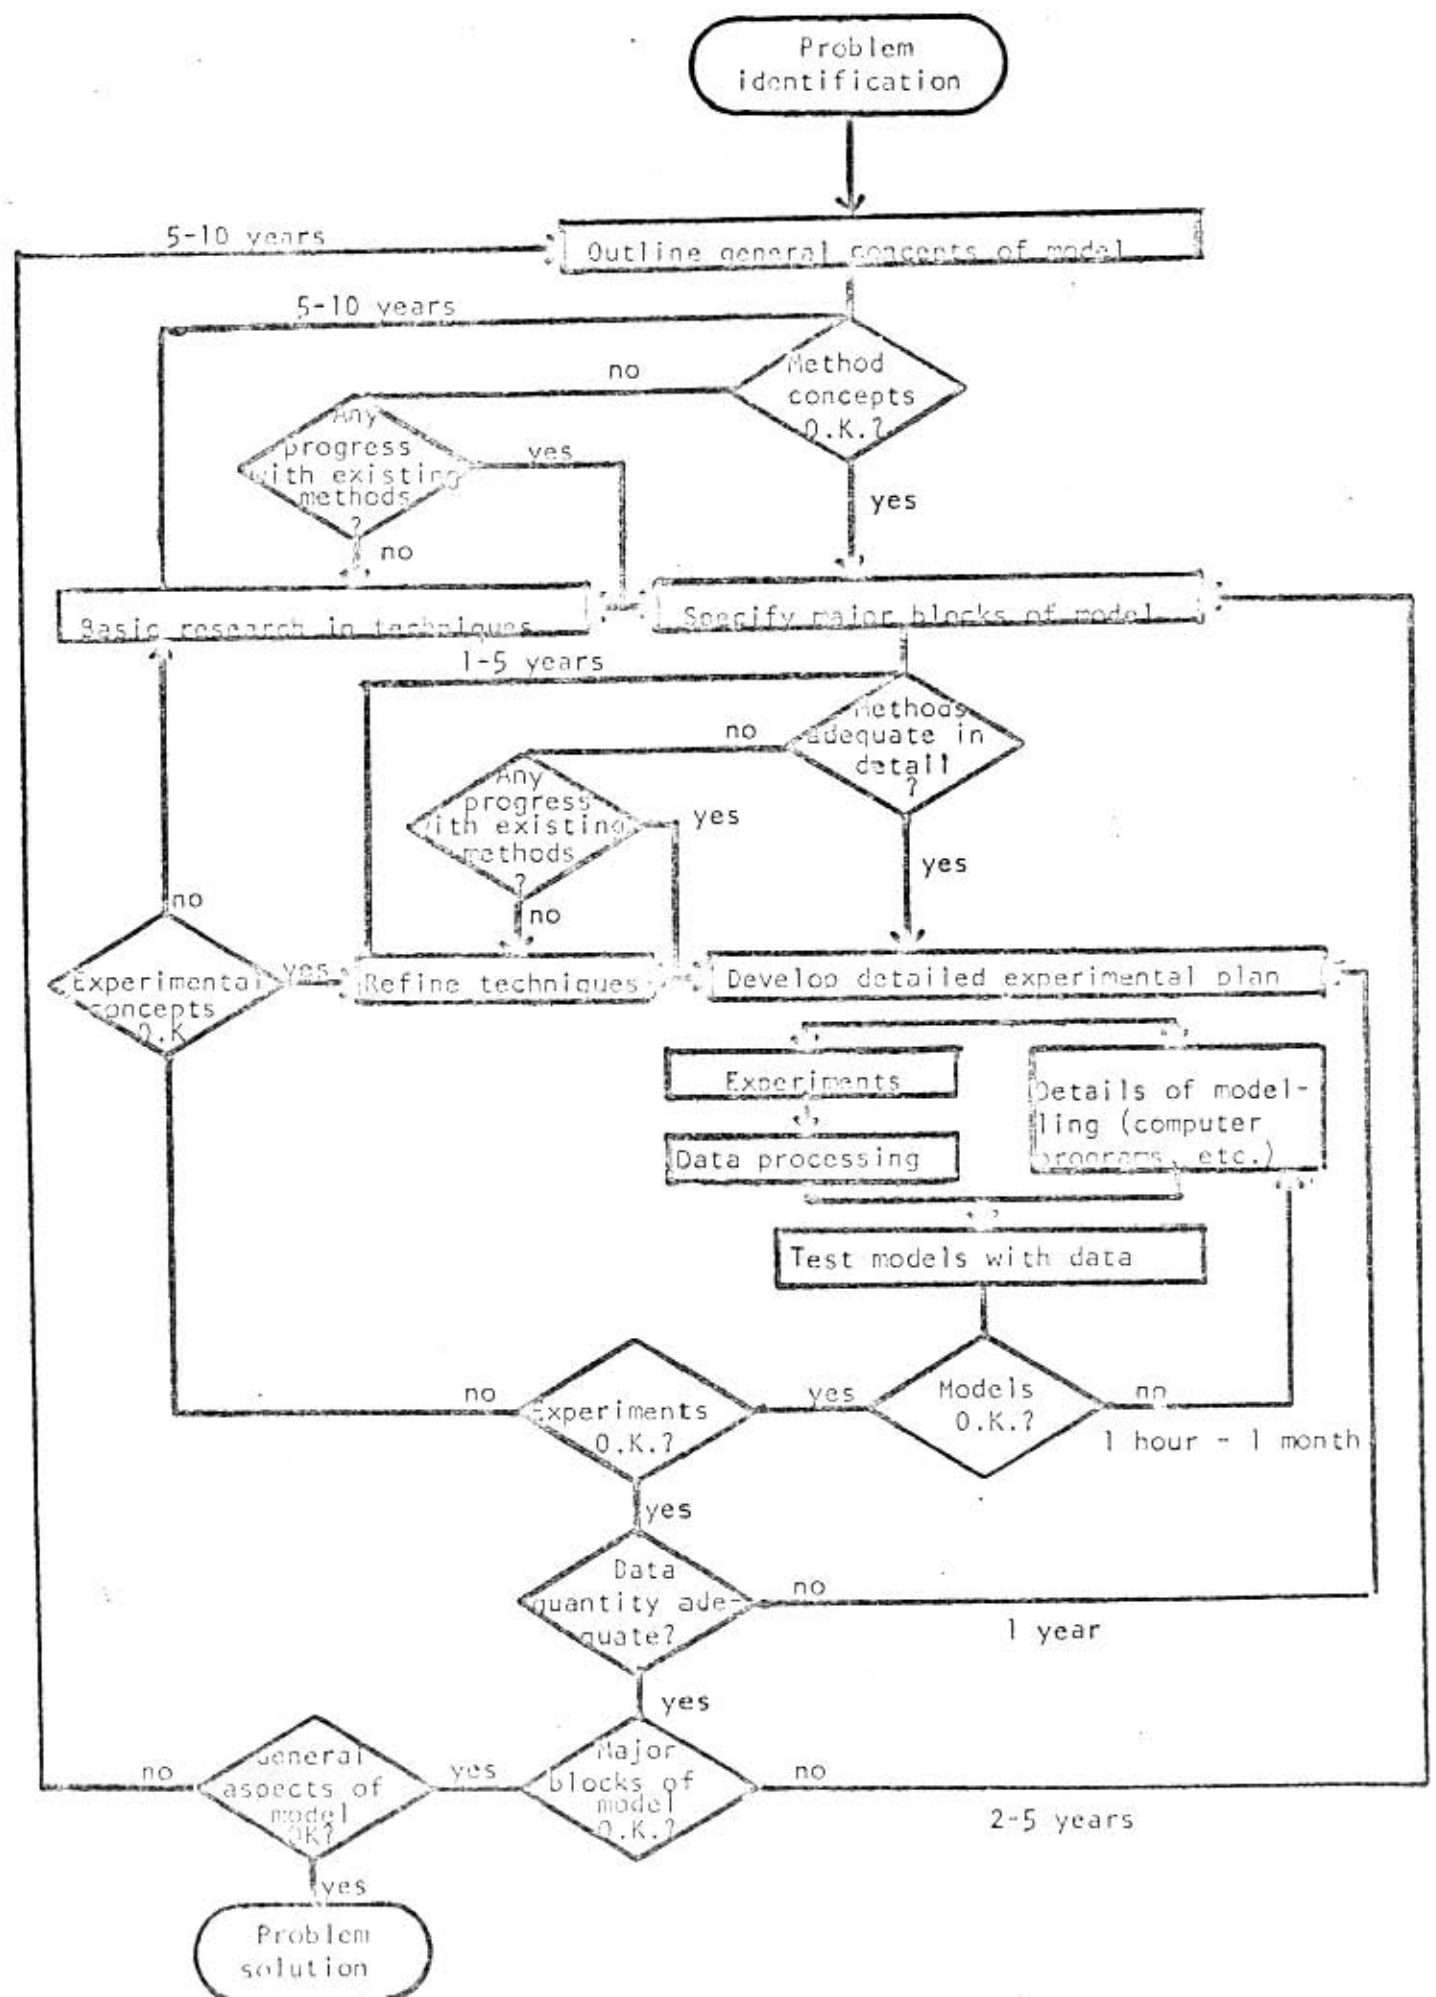 Problem
identification
5-10 years
Outline general concepts of model
5-10 years
no
Method
concepts
O.K.?
Any
progress
with existing
methods
?
yes
yes
no
Basic research in techniques
Specify major blocks of model
1-5 years
no
Methods
adequate in
detail
?
Any
progress
with existing
methods
?
yes
yes
no
no
Experimental
concepts
O.K
yes
Refine techniques
Develop detailed experimental plan
Experiments
Details of model-
ling (computer
programs, etc.)
Data processing
Test models with data
no
Experiments
O.K.?
yes
Models
O.K.?
no
1 hour - 1 month
yes
Data
quantity ade-
quate?
no
1 year
yes
no
General
aspects of
model
OK?
yes
Major
blocks of
model
O.K.?
no
2-5 years
yes
Problem
solution